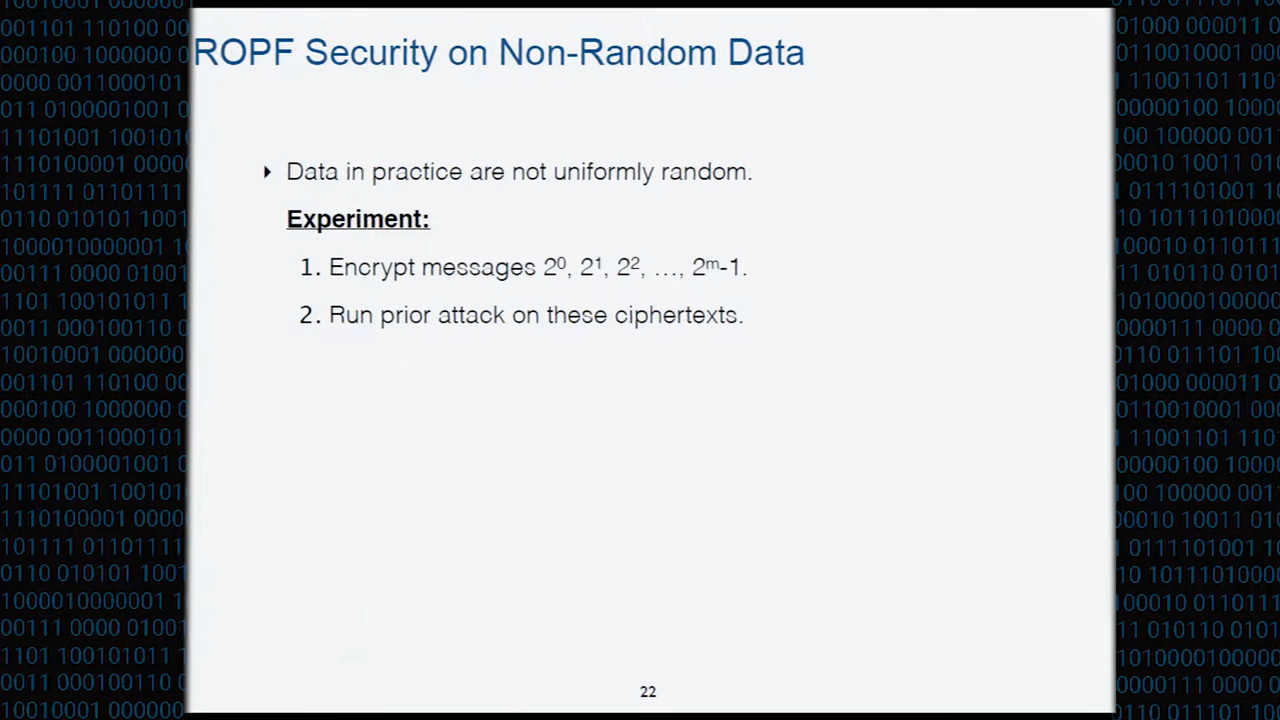 ROPF Security on Non-Random Data
Data in practice are not uniformly random.
Experiment:
1. Encrypt messages 2⁰, 2¹, 2², …, 2ᵐ-1.
2. Run prior attack on these ciphertexts.
22